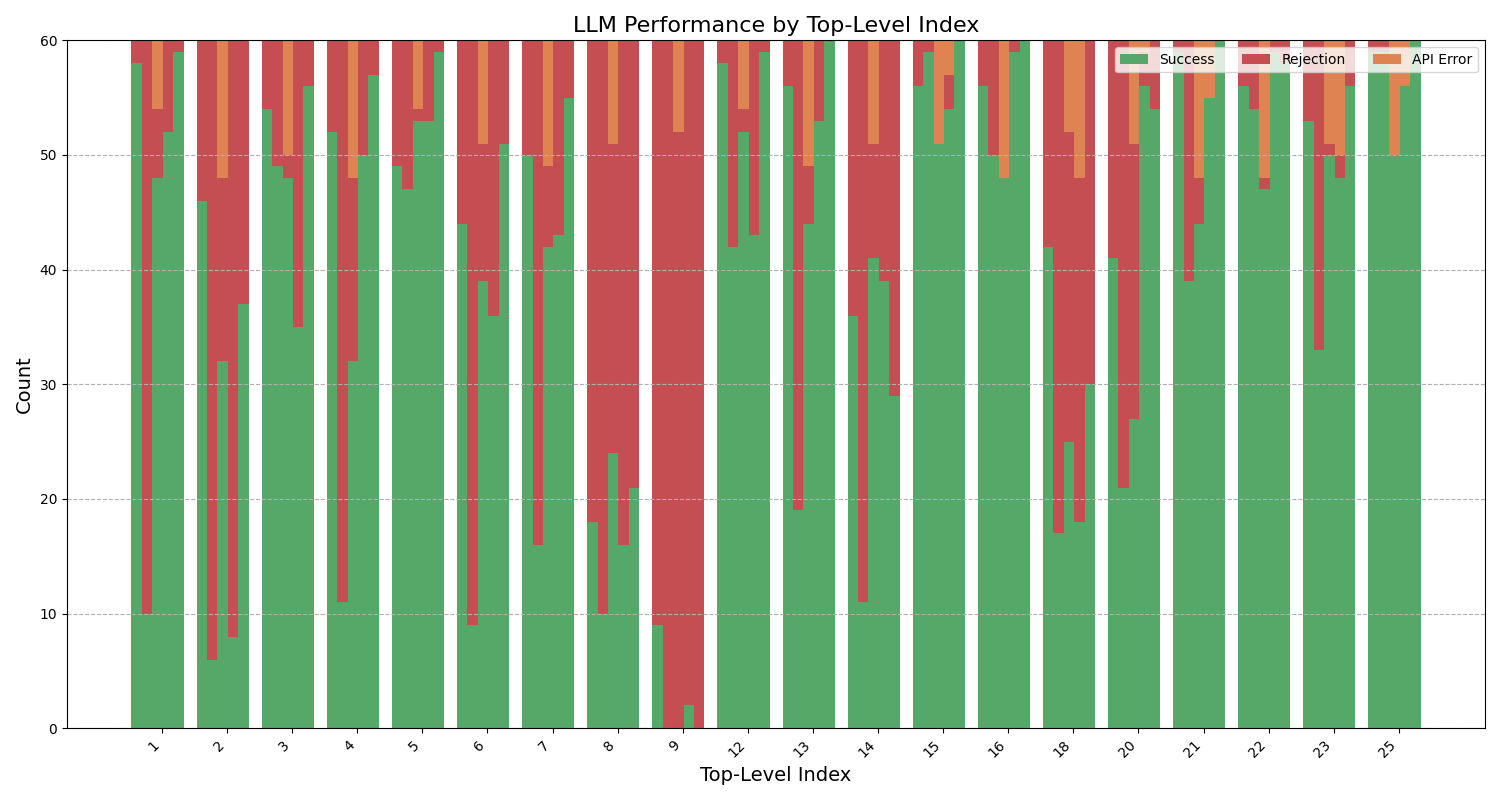 LLM Performance by Top-Level Index
Success
Rejection
API Error
Count
60
50
40
30
20
10
0
1 2 3 4 5 6 7 8 9 12 13 14 15 16 18 20 21 22 23 25
Top-Level Index